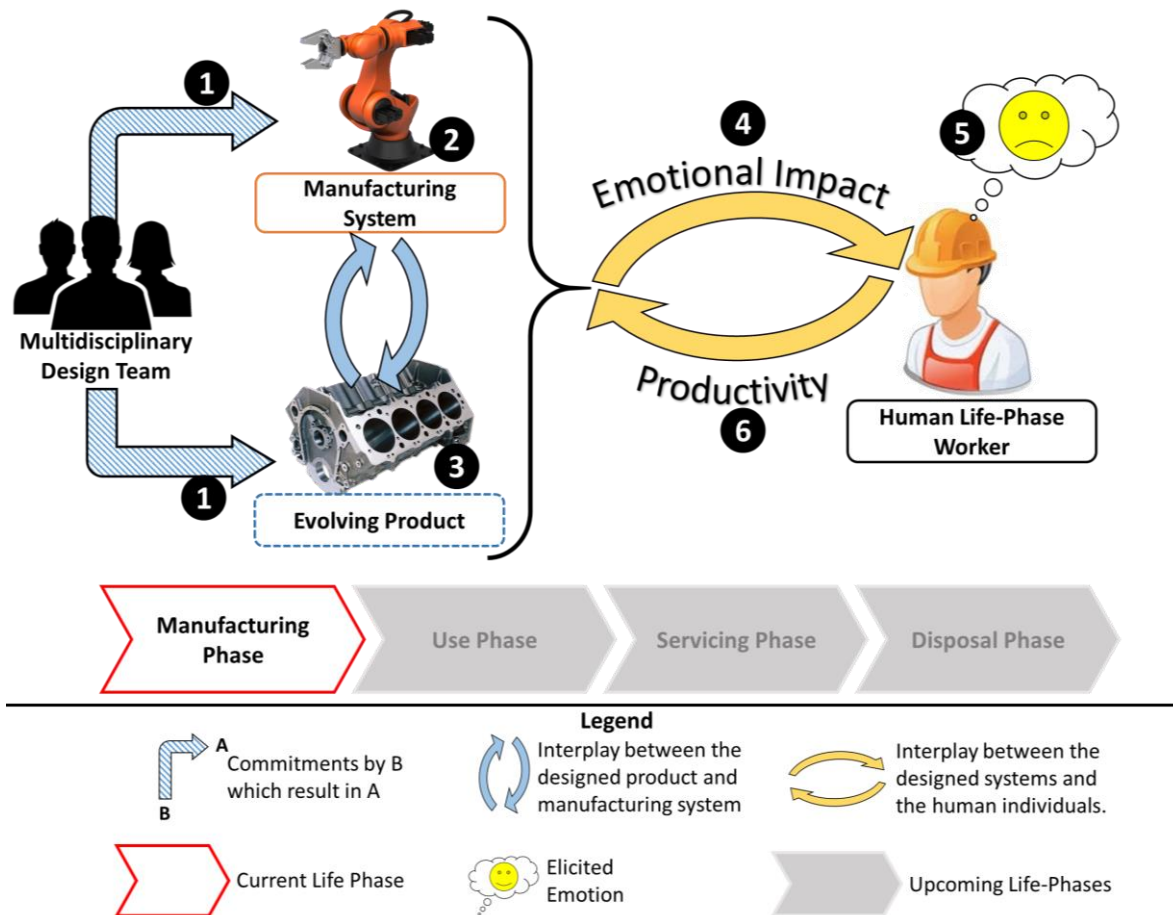 1
2
Manufacturing
System
Multidisciplinary
Design Team
1
3
Evolving Product
4
Emotional Impact
5
Productivity
6
Human Life-Phase
Worker
Manufacturing
Phase
Use Phase
Servicing Phase
Disposal Phase
Legend
A
B
Commitments by B
which result in A
Interplay between the
designed product and
manufacturing system
Interplay between the
designed systems and
the human individuals.
Current Life Phase
Elicited
Emotion
Upcoming Life-Phases